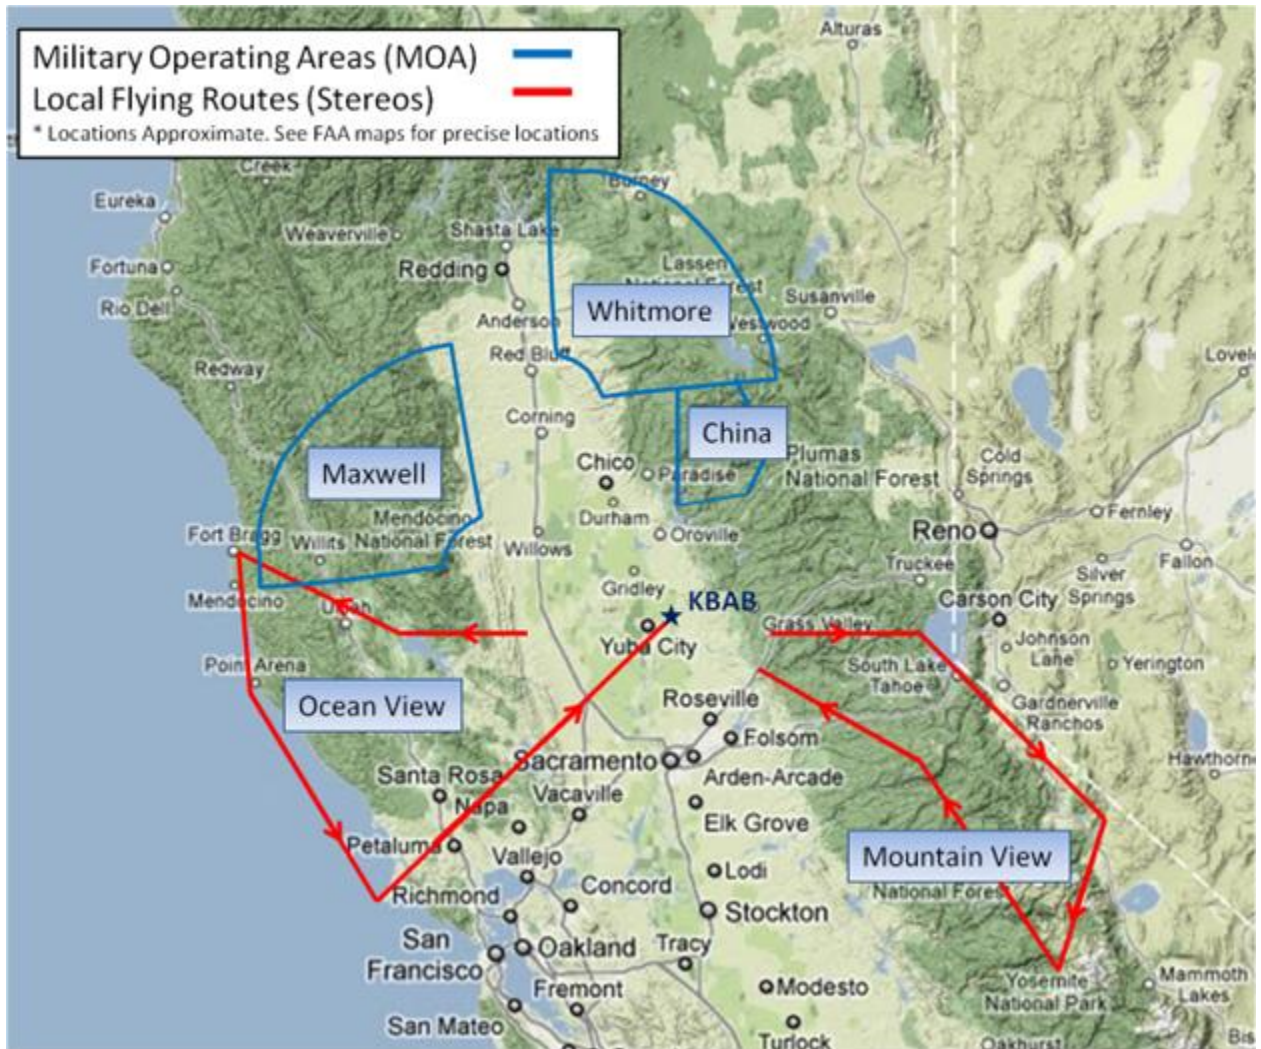 Military Operating Areas (MOA)
Local Flying Routes (Stereos)
* Locations Approximate. See FAA maps for precise locations
Alturas
Creek
Burney
Eureka
Weaverville
Shasta Lake
Fortuna
Redding
Lassen
National Forest
Rio Dell
Susanville
Whitmore
Westwood
Anderson
Red Bluff
Redway
Corning
China
Maxwell
Chico
Paradise
Plumas
National Forest
Cold
Springs
Durham
Mendocino
National Forest
Fernley
Fort Bragg
Willits
Willows
Oroville
Reno
Fallon
Truckee
Silver
Springs
Gridley
Mendocino
Ukiah
KBAB
Carson City
Grass Valley
Yuba City
Johnson
Lane
Point Arena
South Lake
Tahoe
Yerington
Gardnerville
Ranchos
Ocean View
Roseville
Folsom
Sacramento
Hawthorne
Santa Rosa
Arden-Arcade
Napa
Vacaville
Elk Grove
Petaluma
Vallejo
Mountain View
Lodi
Richmond
Concord
National Forest
Stockton
San
Francisco
Oakland
Tracy
Yosemite
National Park
Mammoth
Lakes
Fremont
Modesto
San Mateo
Turlock
Oakhurst
Bis